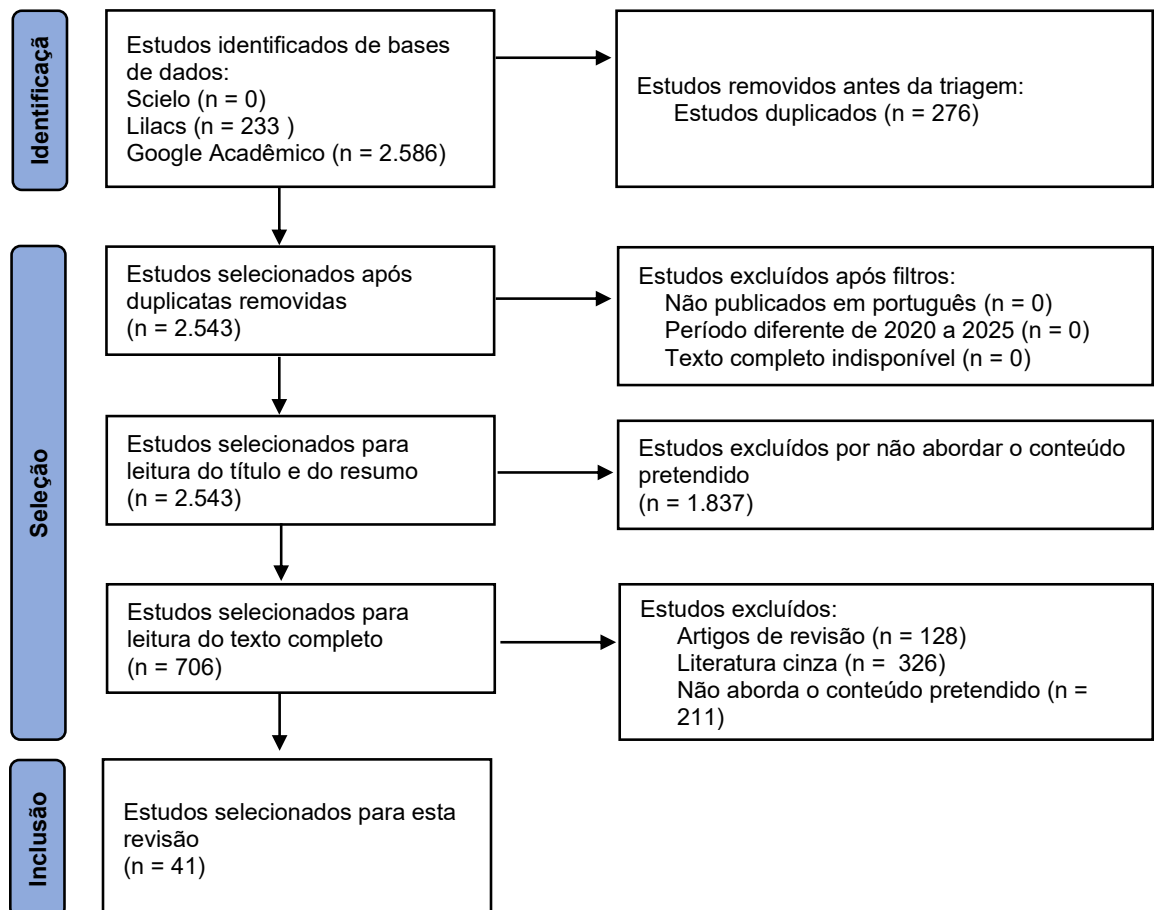 Identificaçã
Estudos identificados de bases
de dados:
Scielo (n = 0)
Lilacs (n = 233 )
Google Acadêmico (n = 2.586)
Estudos removidos antes da triagem:
Estudos duplicados (n = 276)
Seleção
Estudos selecionados após
duplicatas removidas
(n = 2.543)
Estudos excluídos após filtros:
Não publicados em português (n = 0)
Período diferente de 2020 a 2025 (n = 0)
Texto completo indisponível (n = 0)
Estudos selecionados para
leitura do título e do resumo
(n = 2.543)
Estudos excluídos por não abordar o conteúdo
pretendido
(n = 1.837)
Estudos selecionados para
leitura do texto completo
(n = 706)
Estudos excluídos:
Artigos de revisão (n = 128)
Literatura cinza (n =  326)
Não aborda o conteúdo pretendido (n =
211)
Inclusão
Estudos selecionados para esta
revisão
(n = 41)